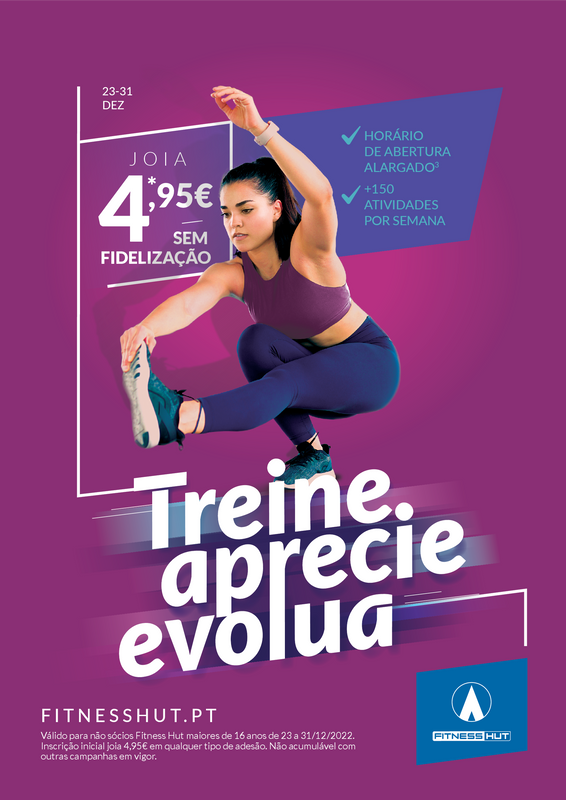 23-31
DEZ
JOIA
4*,95€
SEM
FIDELIZAÇÃO
HORÁRIO
DE ABERTURA
ALARGADO³
+150
ATIVIDADES
POR SEMANA
Treine,
aprecie
evolua
FITNESSHUT.PT
Válido para não sócios Fitness Hut maiores de 16 anos de 23 a 31/12/2022.
Inscrição inicial joia 4,95€ em qualquer tipo de adesão. Não acumulável com
outras campanhas em vigor.
FITNESS HUT